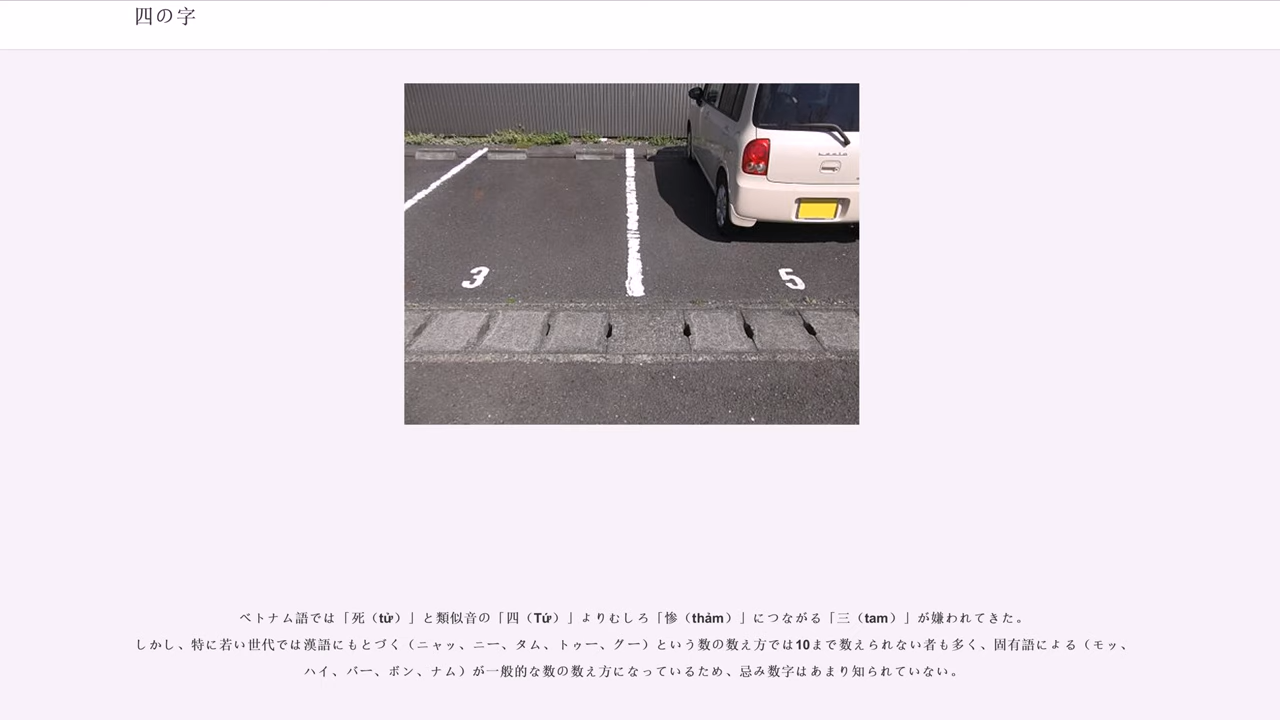 四の字
3
5
ベトナム語では「死（tử）」と類似音の「四（Tứ）」よりむしろ「惨（thảm）」につながる「三（tam）」が嫌われてきた。
しかし、特に若い世代では漢語にもとづく（ニャッ、ニー、タム、トゥー、グー）という数の数え方では10まで数えられない者も多く、固有語による（モッ、
ハイ、バー、ボン、ナム）が一般的な数の数え方になっているため、忌み数字はあまり知られていない。